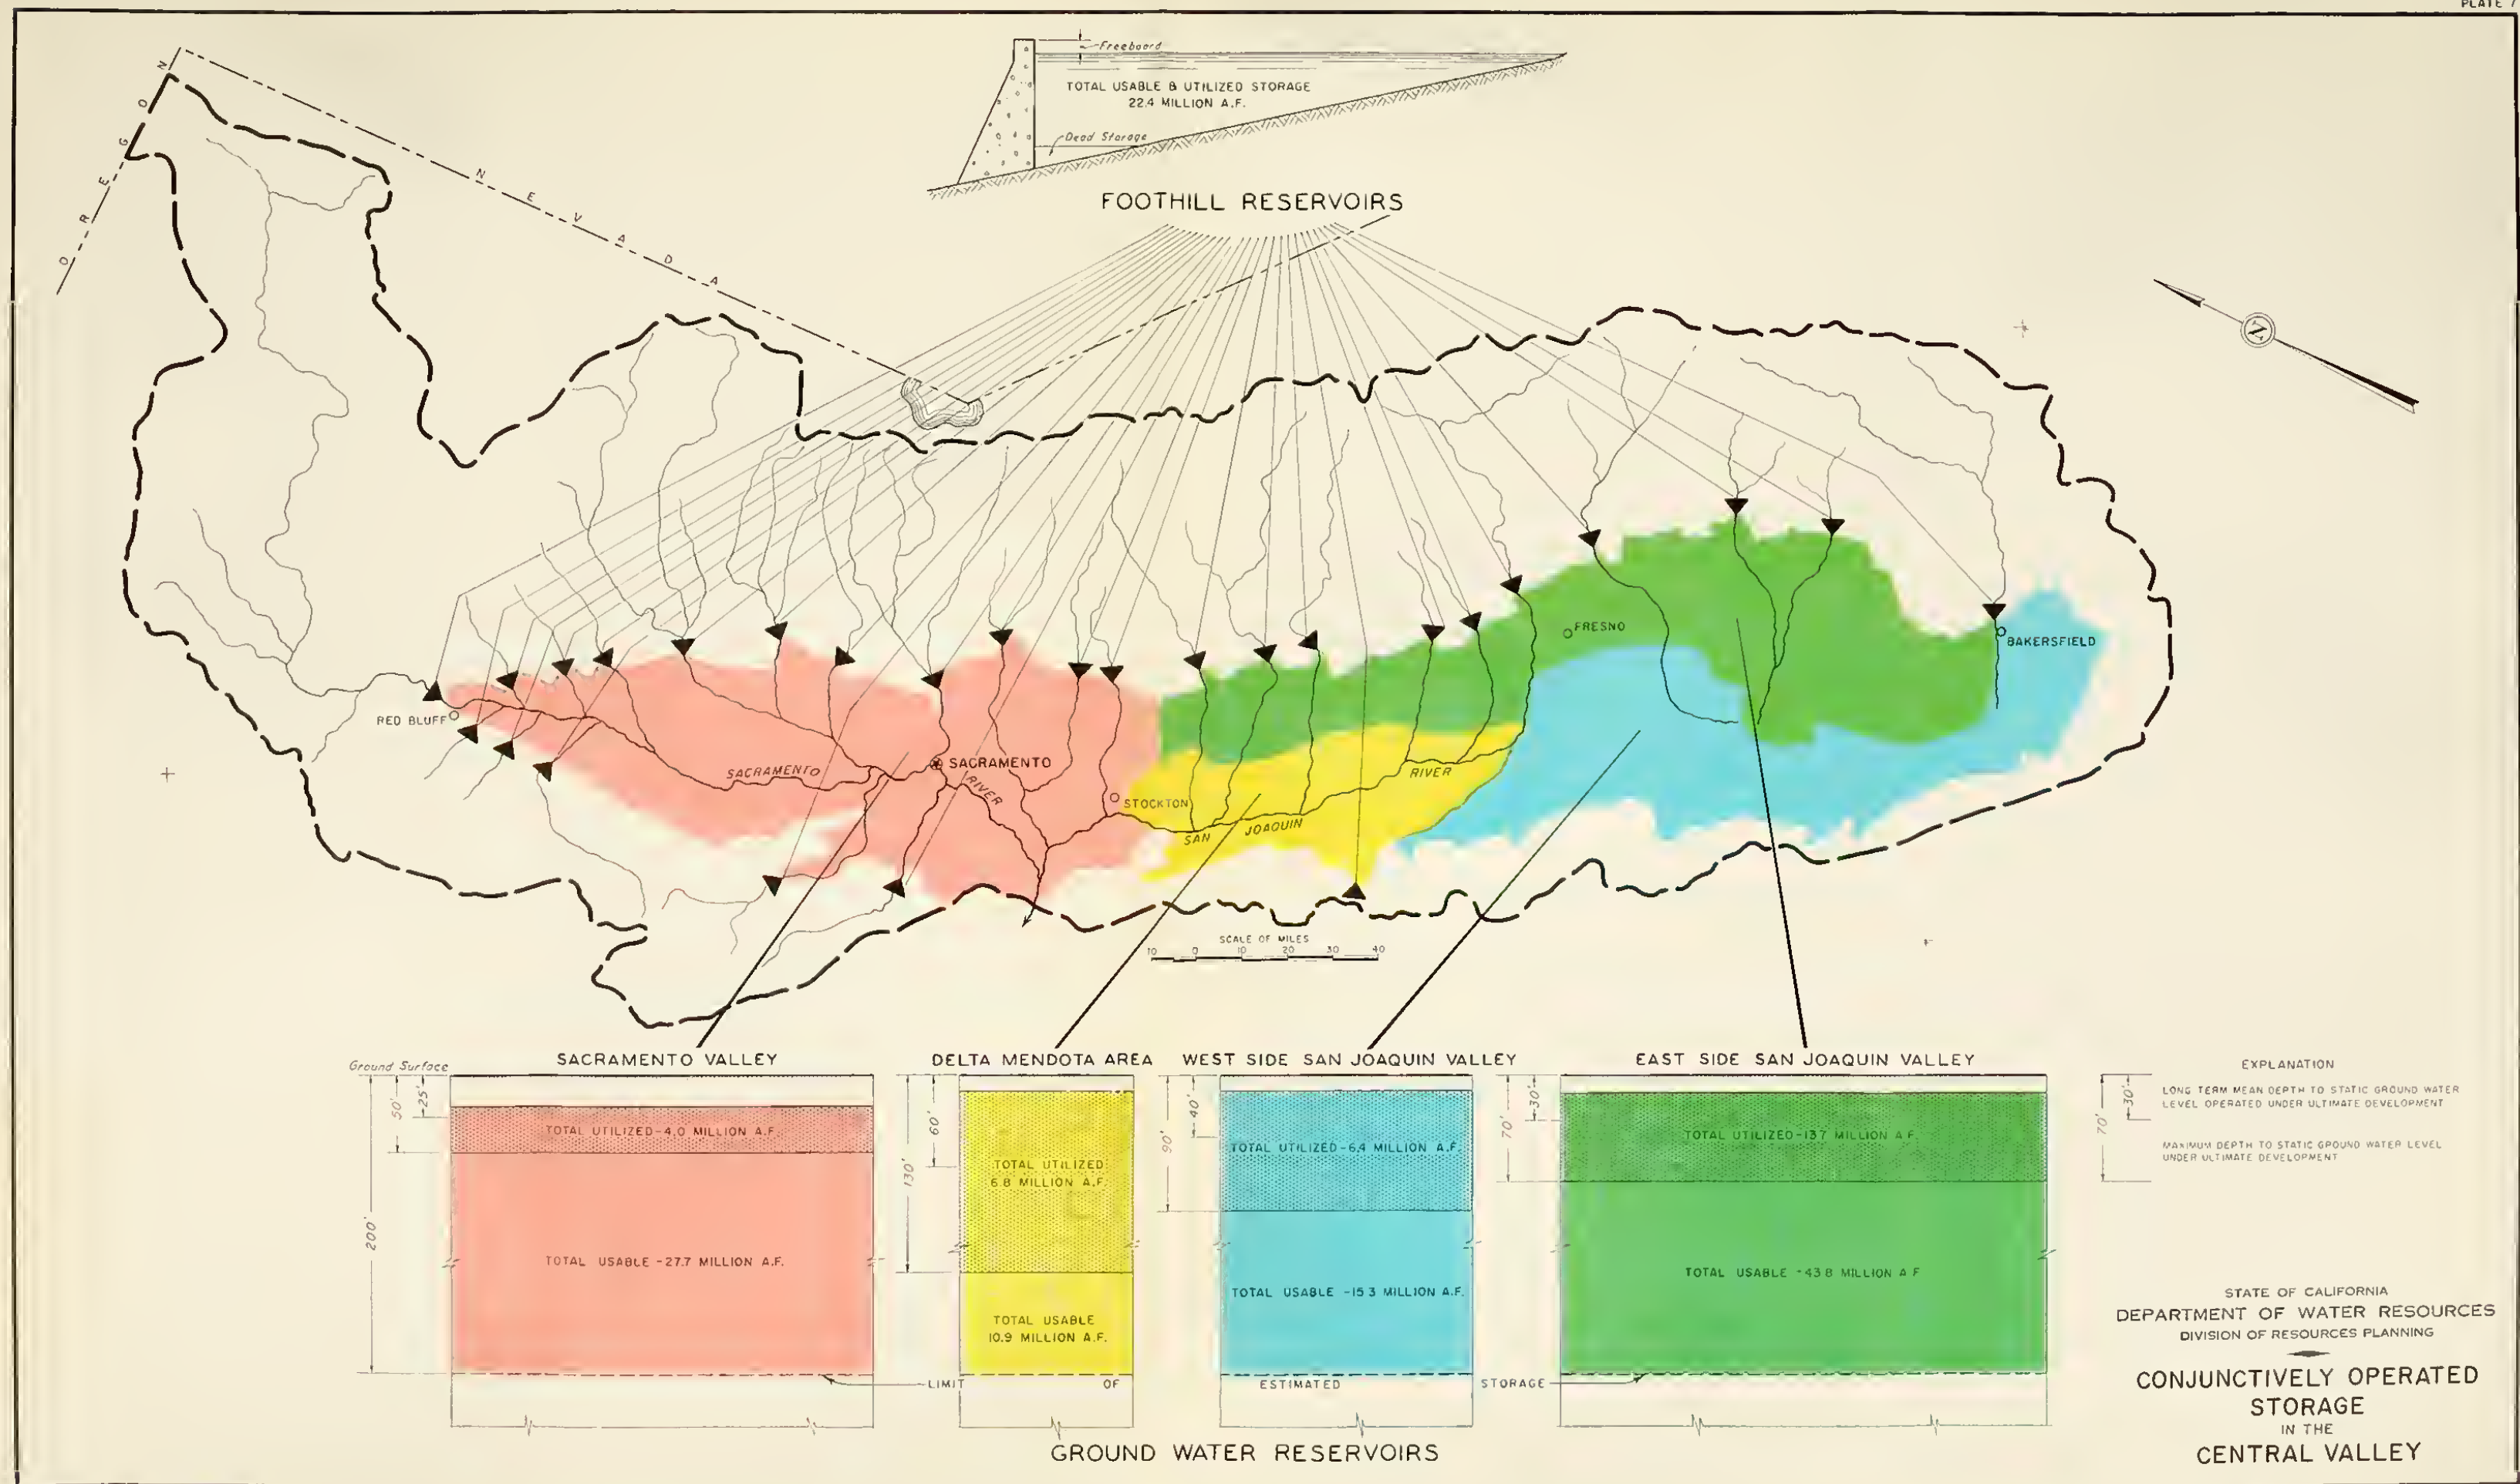 PLATE 7
Freeboard
TOTAL USABLE & UTILIZED STORAGE
22.4 MILLION A.F.
Dead Storage
FOOTHILL RESERVOIRS
OREGON
NEVADA
N
FRESNO
BAKERSFIELD
RED BLUFF
SACRAMENTO
RIVER
SACRAMENTO
STOCKTON
SAN JOAQUIN
RIVER
SCALE OF MILES
10 0 10 20 30 40
SACRAMENTO VALLEY
Ground Surface
25'
50'
200'
TOTAL UTILIZED-4.0 MILLION A.F.
TOTAL USABLE -27.7 MILLION A.F.
DELTA MENDOTA AREA
60'
130'
TOTAL UTILIZED
6.8 MILLION A.F.
TOTAL USABLE
10.9 MILLION A.F.
WEST SIDE SAN JOAQUIN VALLEY
40'
90'
TOTAL UTILIZED-6.4 MILLION A.F.
TOTAL USABLE -15.3 MILLION A.F.
EAST SIDE SAN JOAQUIN VALLEY
30'
70'
TOTAL UTILIZED-13.7 MILLION A.F.
TOTAL USABLE -43.8 MILLION A.F.
LIMIT OF ESTIMATED STORAGE
GROUND WATER RESERVOIRS
EXPLANATION
30'
70'
LONG TERM MEAN DEPTH TO STATIC GROUND WATER
LEVEL OPERATED UNDER ULTIMATE DEVELOPMENT
MAXIMUM DEPTH TO STATIC GROUND WATER LEVEL
UNDER ULTIMATE DEVELOPMENT
STATE OF CALIFORNIA
DEPARTMENT OF WATER RESOURCES
DIVISION OF RESOURCES PLANNING
CONJUNCTIVELY OPERATED
STORAGE
IN THE
CENTRAL VALLEY